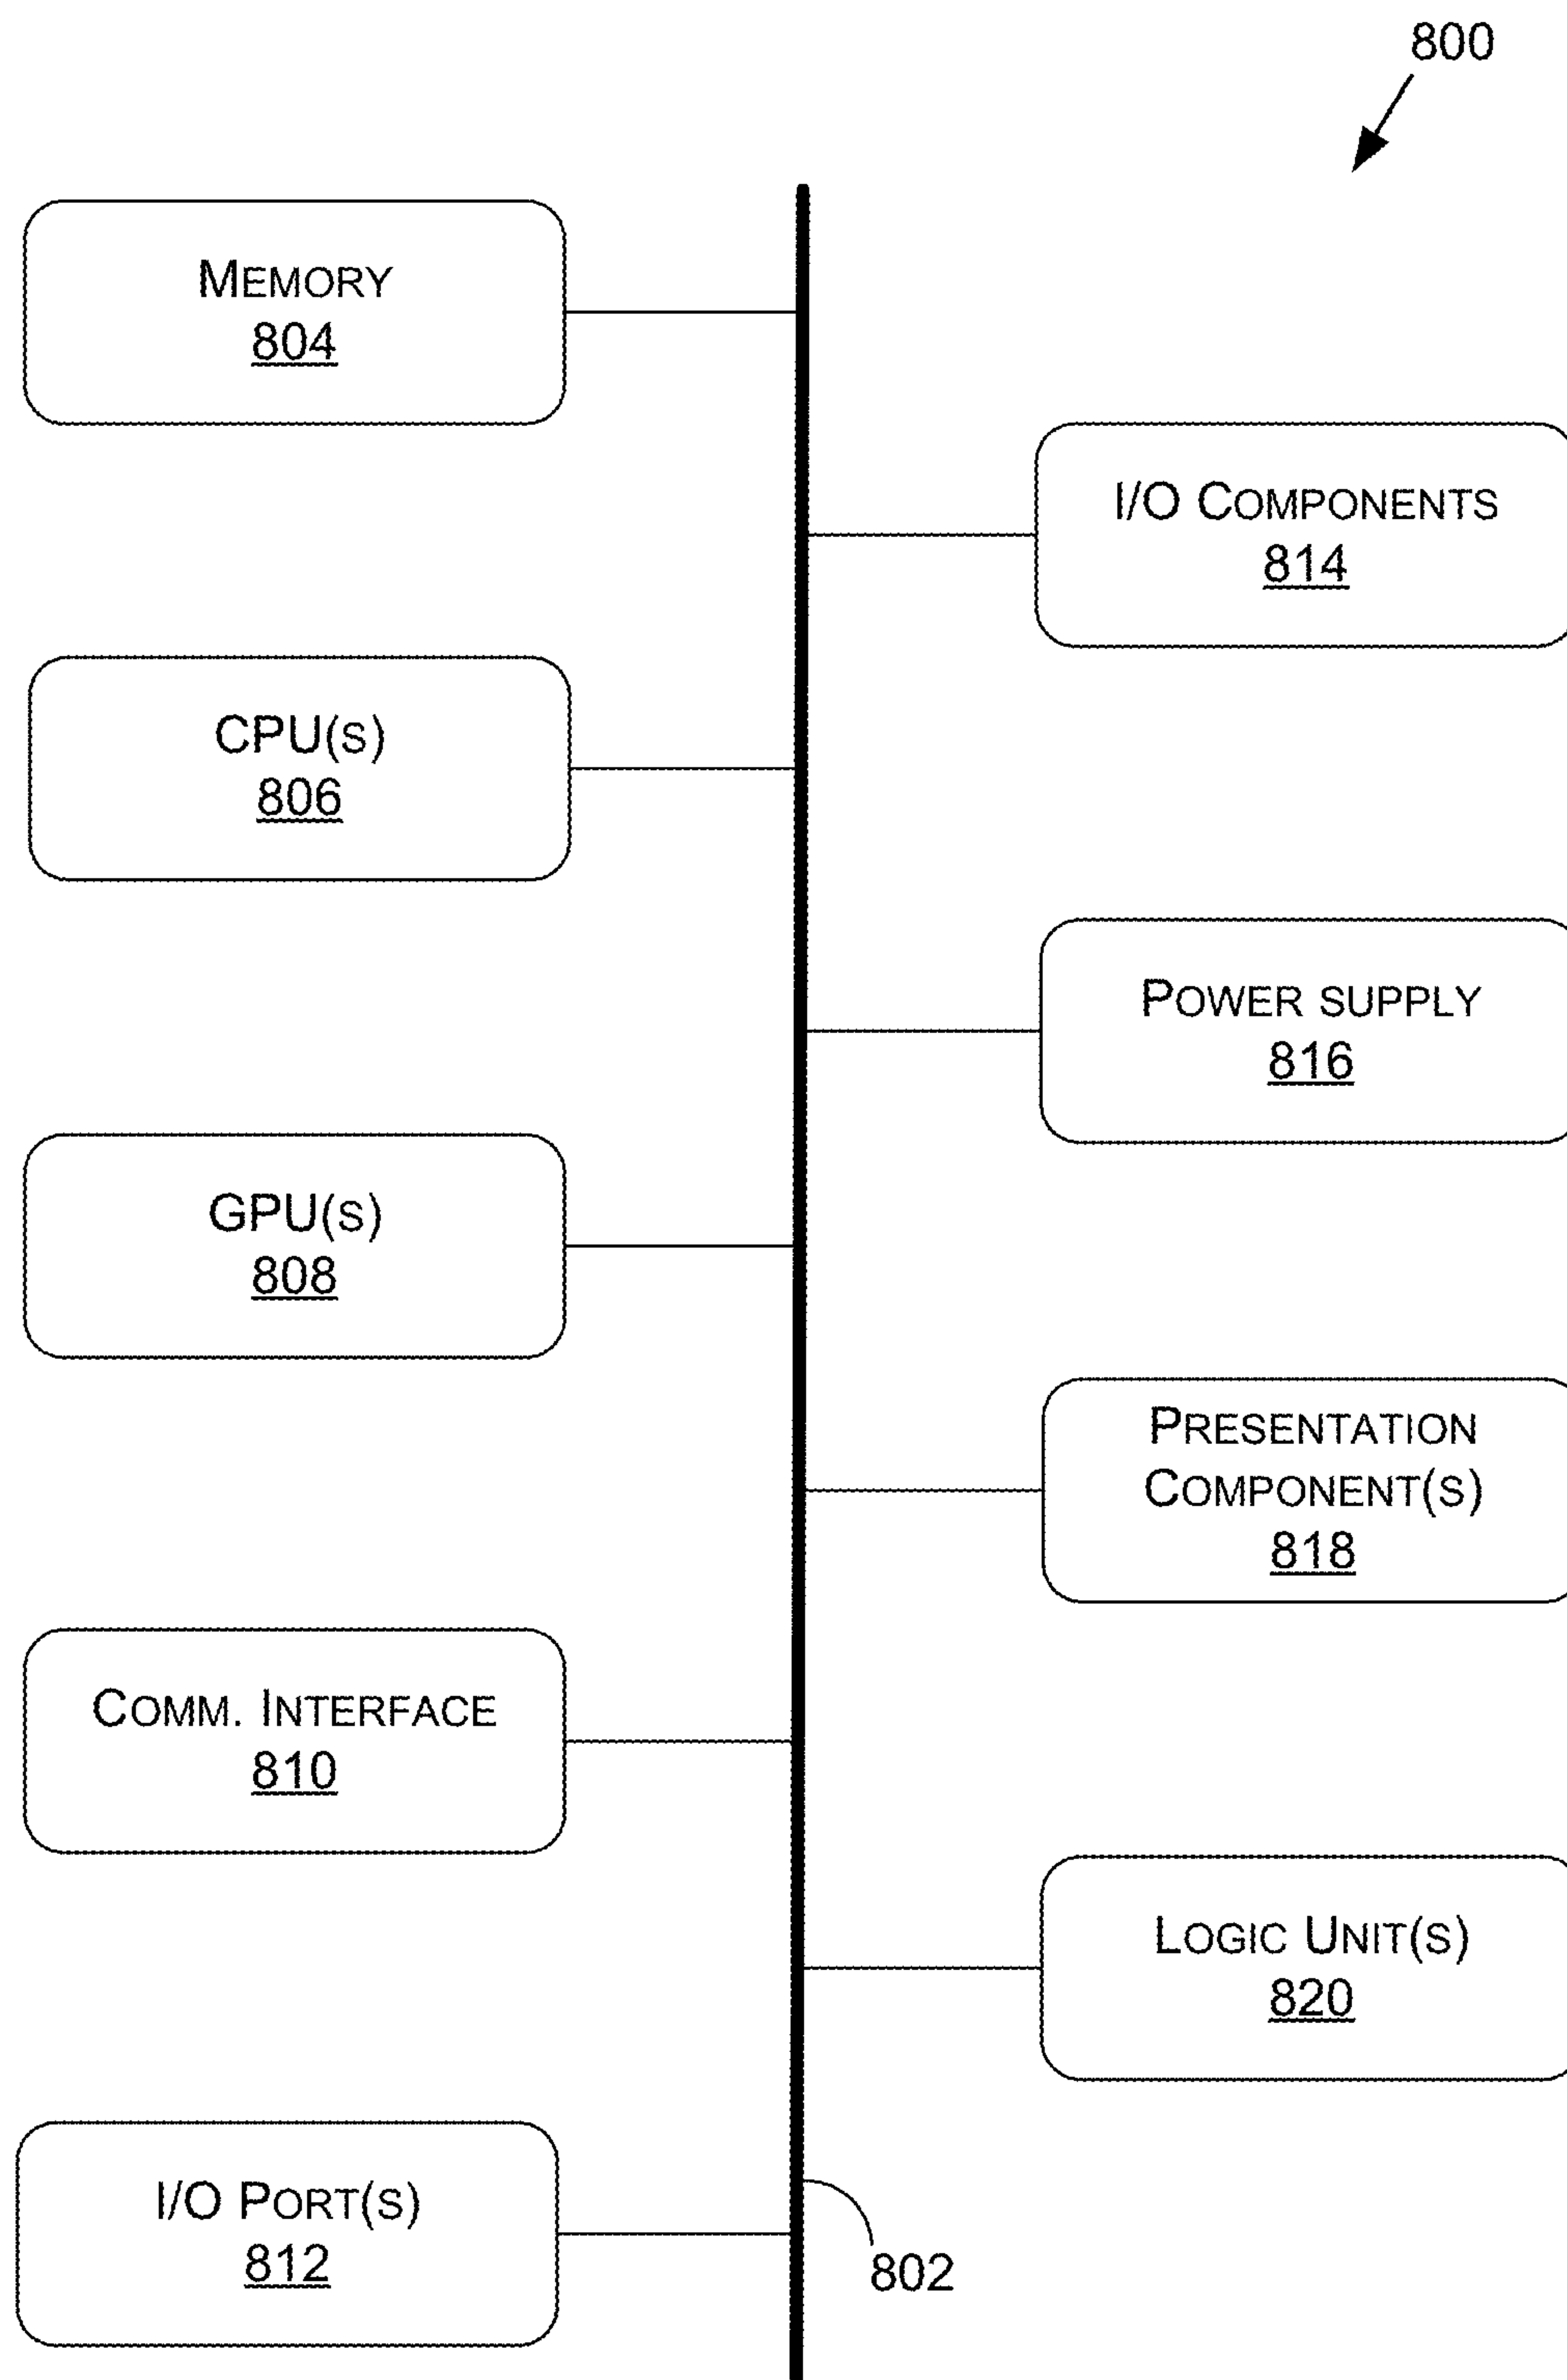 800
MEMORY
804
I/O COMPONENTS
814
CPU(S)
806
POWER SUPPLY
816
GPU(S)
808
PRESENTATION
COMPONENT(S)
818
COMM. INTERFACE
810
LOGIC UNIT(S)
820
I/O PORT(S)
812
802